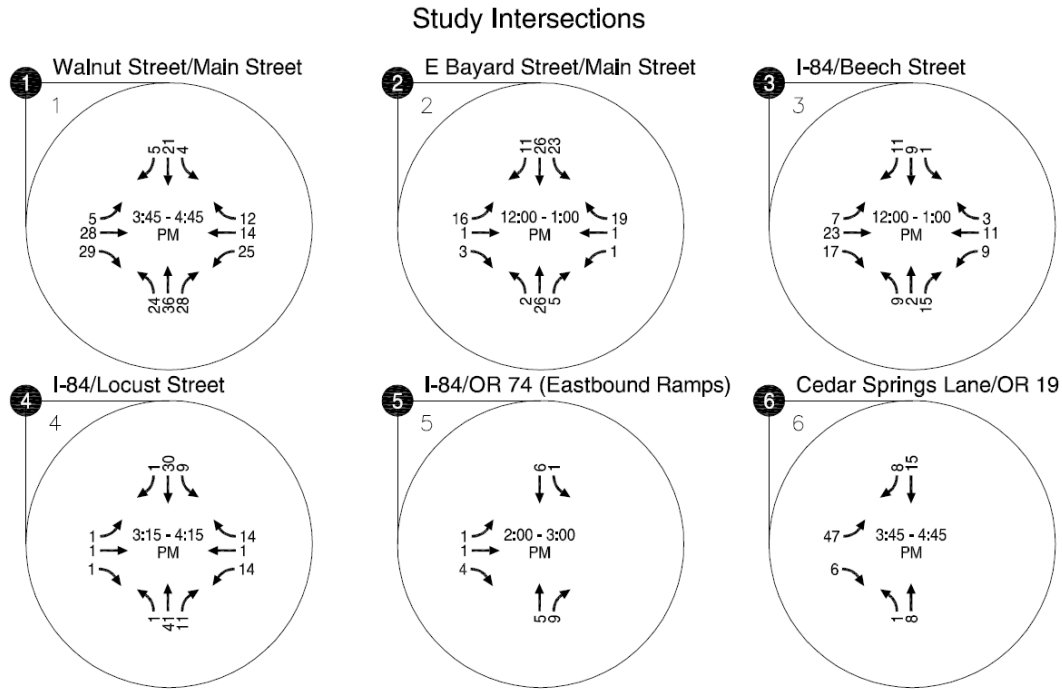 Study Intersections
1 Walnut Street/Main Street
1
5 21 4
5 3:45 - 4:45 12
28 PM 14
29 25
24 36 28
2 E Bayard Street/Main Street
2
11 26 23
16 12:00 - 1:00 19
1 PM 1
3 1
2 26 5
3 I-84/Beech Street
3
11 9 1
7 12:00 - 1:00 3
23 PM 11
17 9
9 2 15
4 I-84/Locust Street
4
1 30 9
1 3:15 - 4:15 14
1 PM 1
1 14
1 41 11
5 I-84/OR 74 (Eastbound Ramps)
5
6 1
1 2:00 - 3:00
1 PM
4
5 9
6 Cedar Springs Lane/OR 19
6
8 15
47 3:45 - 4:45
PM
6
1 8